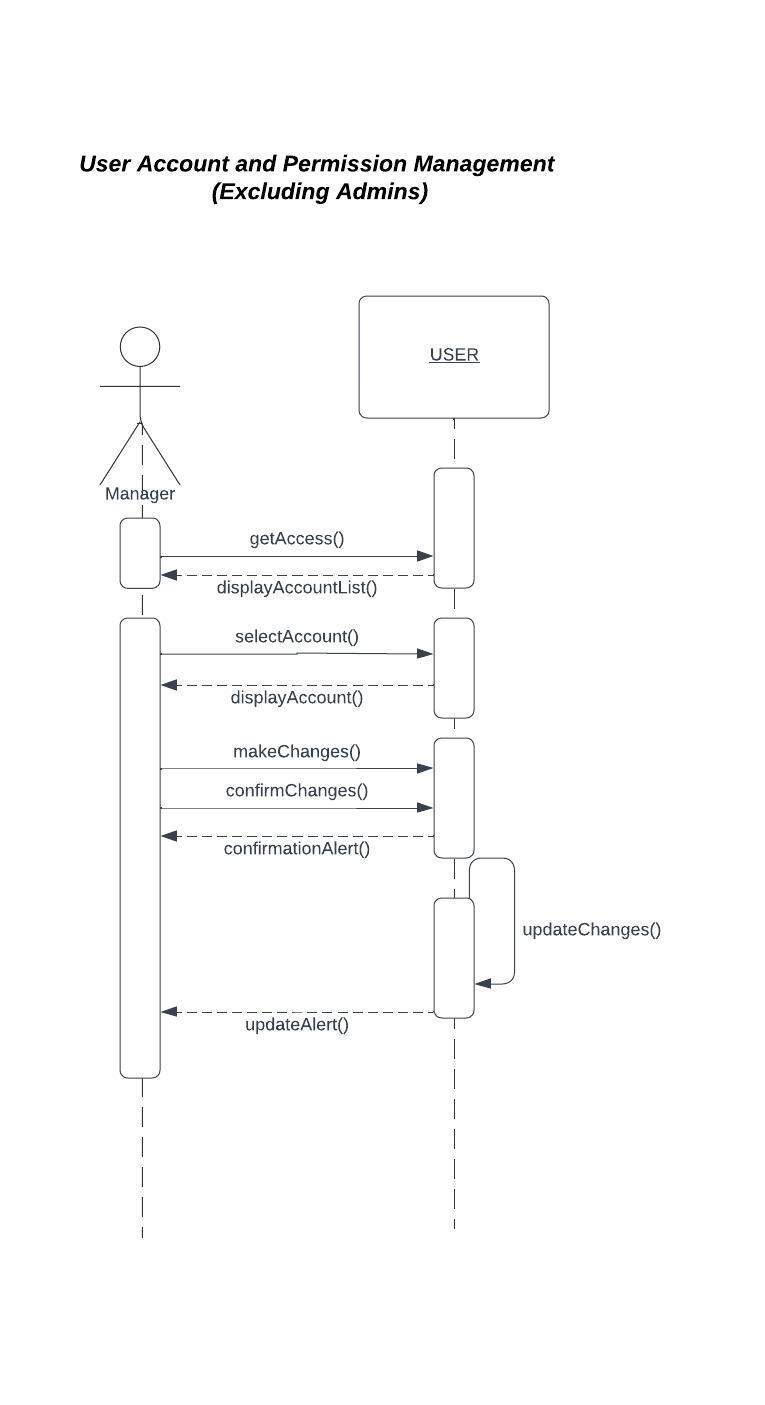 User Account and Permission Management
(Excluding Admins)
USER
Manager
getAccess()
displayAccountList()
selectAccount()
displayAccount()
makeChanges()
confirmChanges()
confirmationAlert()
updateChanges()
updateAlert()